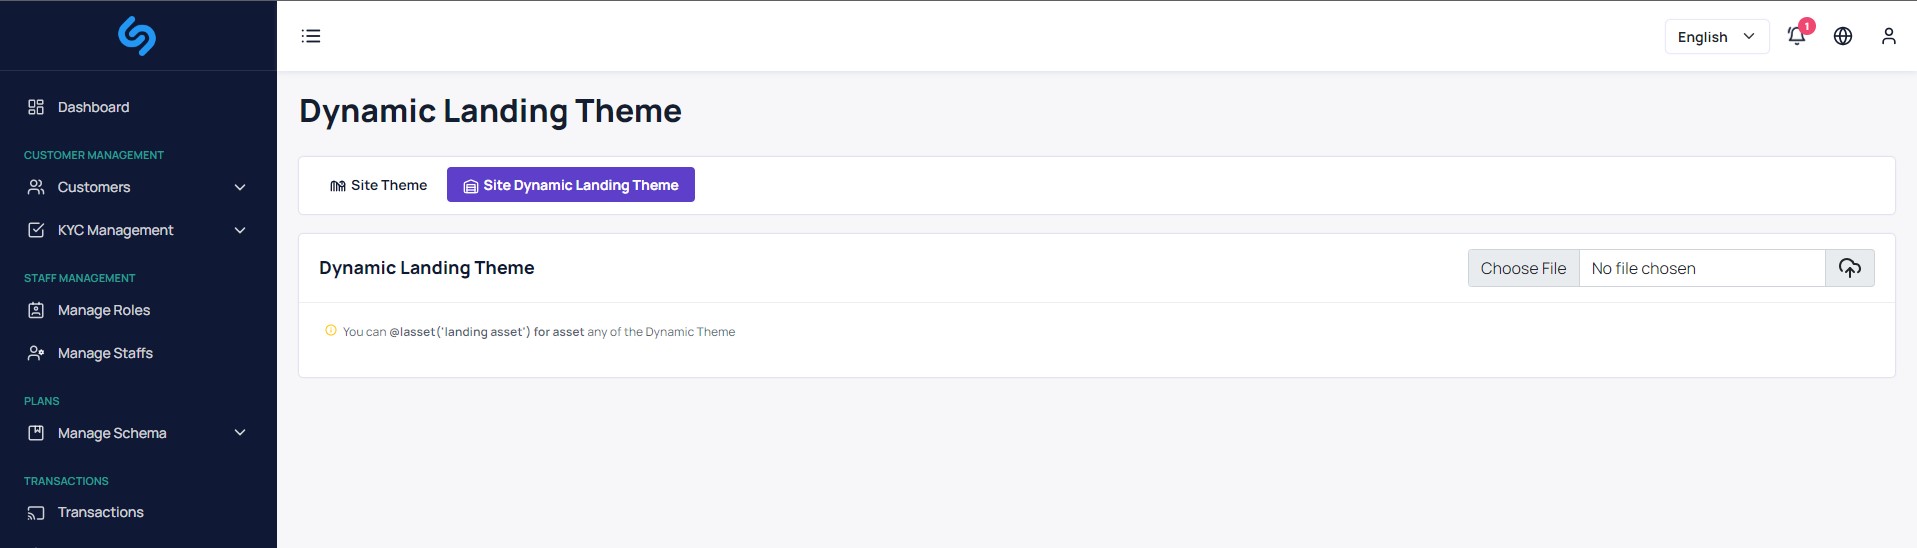 English
1
Dashboard
CUSTOMER MANAGEMENT
Customers
KYC Management
STAFF MANAGEMENT
Manage Roles
Manage Staffs
PLANS
Manage Schema
TRANSACTIONS
Transactions
Dynamic Landing Theme
Site Theme
Site Dynamic Landing Theme
Dynamic Landing Theme
Choose File
No file chosen
You can @lasset('landing asset') for asset any of the Dynamic Theme